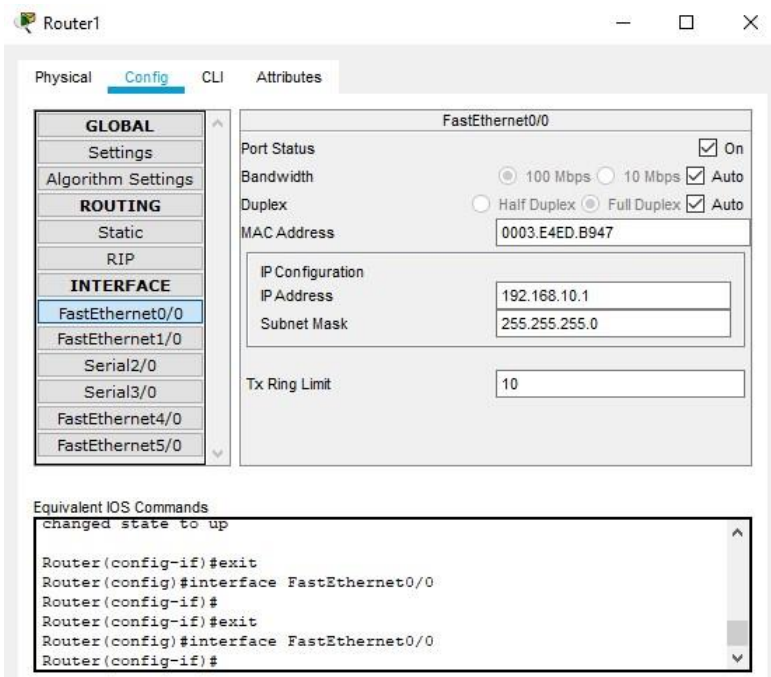 Router1
Physical Config CLI Attributes
GLOBAL
Settings
Algorithm Settings
ROUTING
Static
RIP
INTERFACE
FastEthernet0/0
FastEthernet1/0
Serial2/0
Serial3/0
FastEthernet4/0
FastEthernet5/0
FastEthernet0/0
Port Status On
Bandwidth 100 Mbps 10 Mbps Auto
Duplex Half Duplex Full Duplex Auto
MAC Address 0003.E4ED.B947
IP Configuration
IP Address 192.168.10.1
Subnet Mask 255.255.255.0
Tx Ring Limit 10
Equivalent IOS Commands
changed state to up
Router(config-if)#exit
Router(config)#interface FastEthernet0/0
Router(config-if)#
Router(config-if)#exit
Router(config)#interface FastEthernet0/0
Router(config-if)#